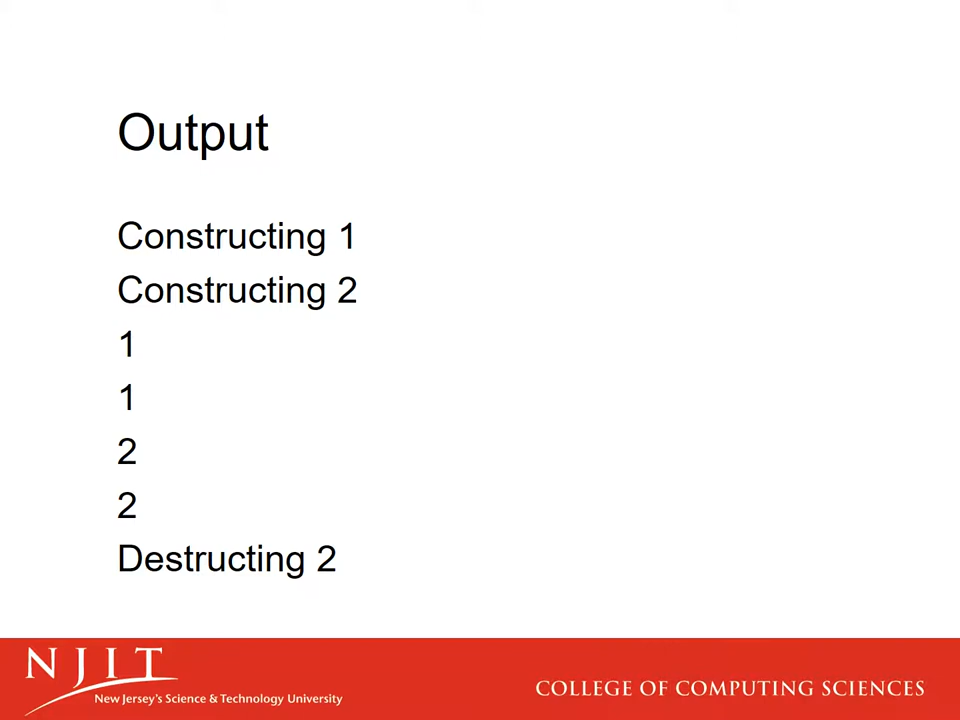 Output
Constructing 1
Constructing 2
1
1
2
2
Destructing 2
NJIT
New Jersey's Science & Technology University
COLLEGE OF COMPUTING SCIENCES